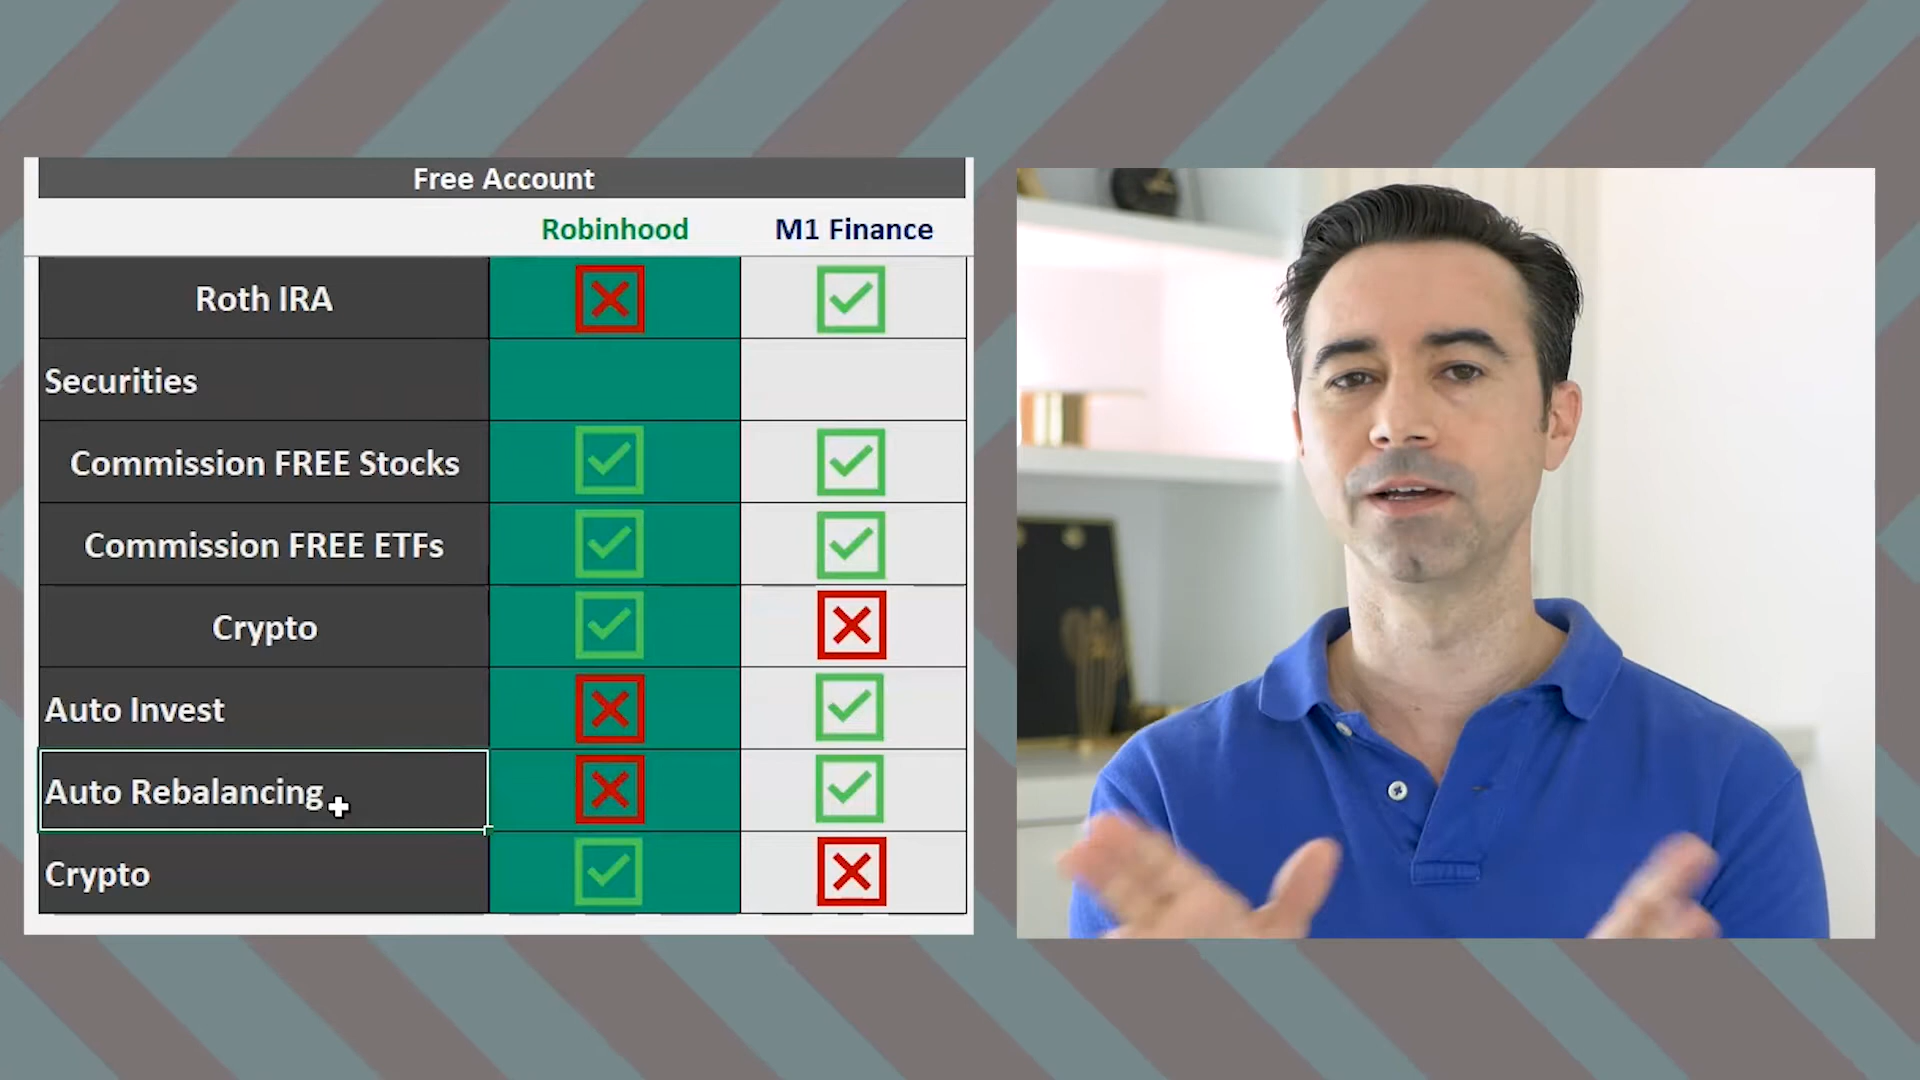 Free Account
Robinhood M1 Finance
Roth IRA
Securities
Commission FREE Stocks
Commission FREE ETFs
Crypto
Auto Invest
Auto Rebalancing
Crypto